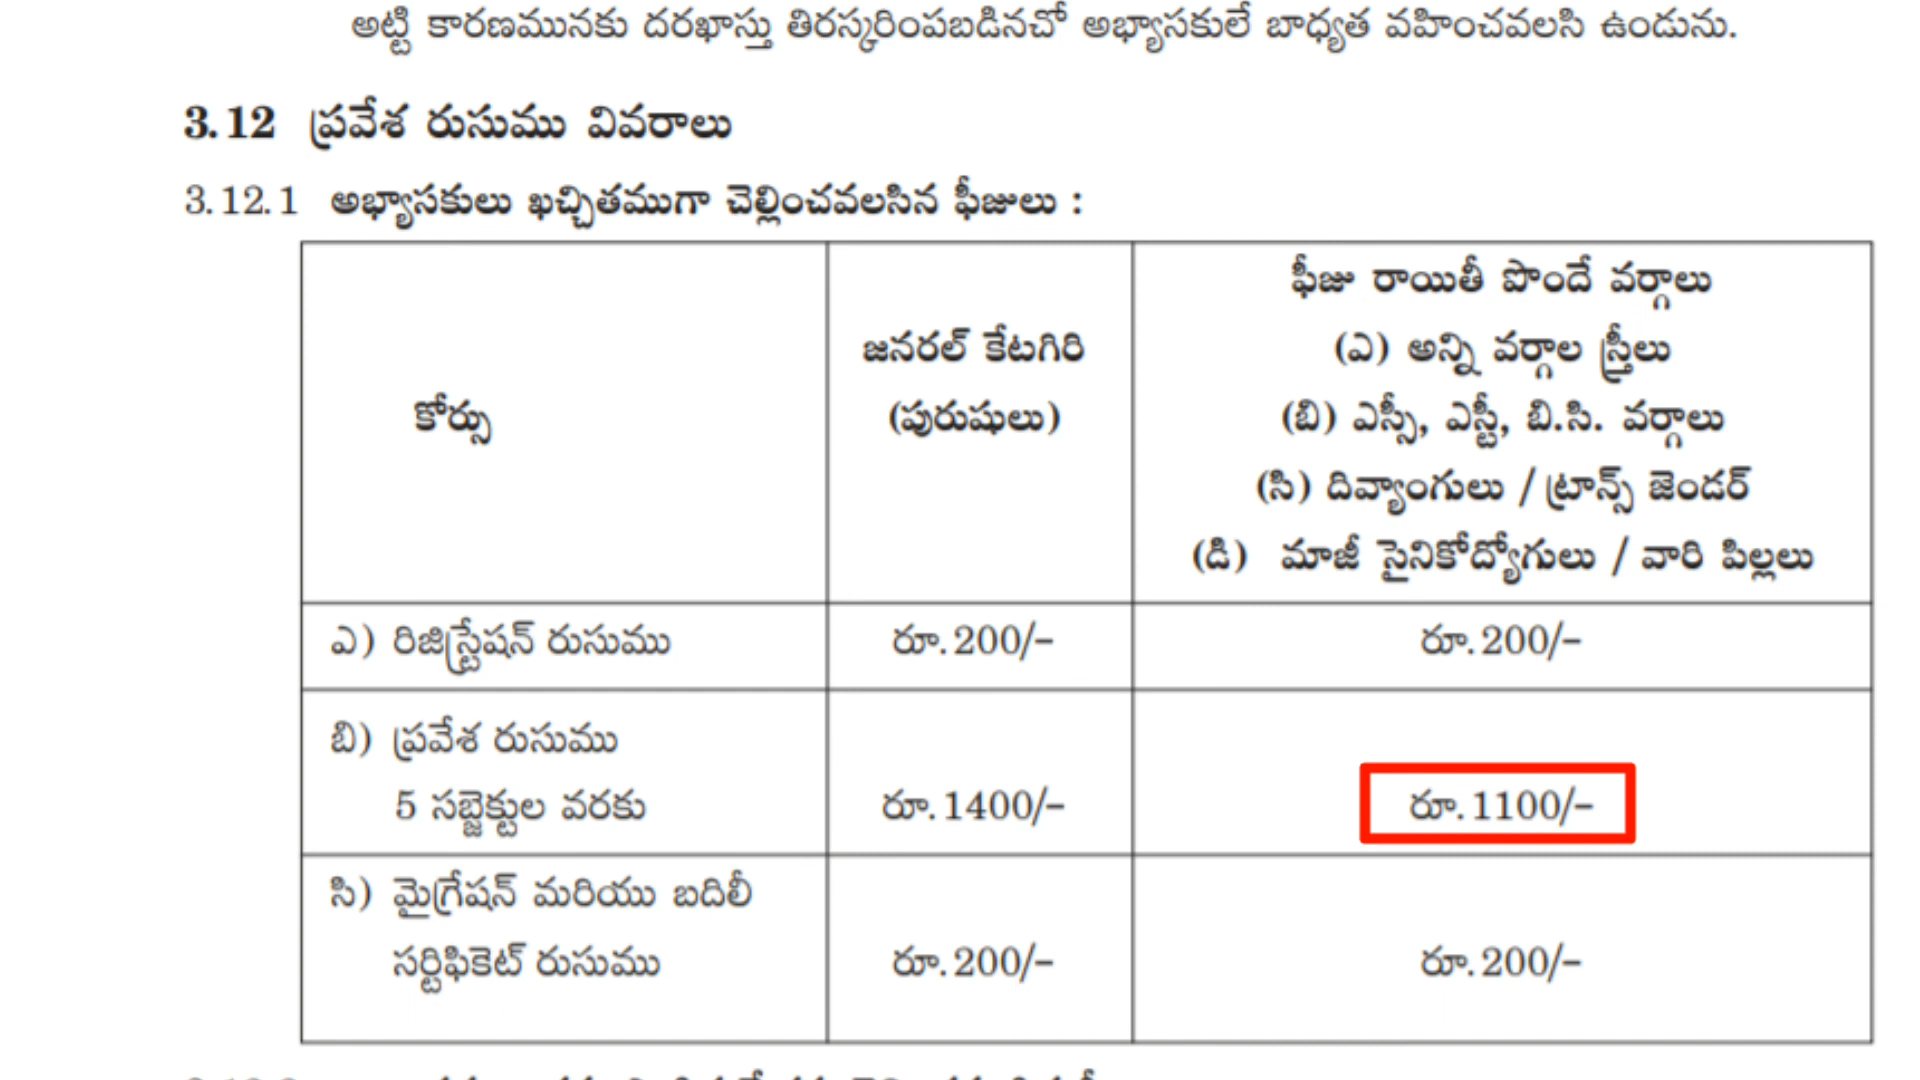 అట్టి కారణమునకు దరఖాస్తు తిరస్కరింపబడినచో అభ్యాసకులే బాధ్యత వహించవలసి ఉండును.
3.12 ప్రవేశ రుసుము వివరాలు
3.12.1 అభ్యాసకులు ఖచ్చితముగా చెల్లించవలసిన ఫీజులు :
కోర్సు
జనరల్ కేటగిరి
(పురుషులు)
ఫీజు రాయితీ పొందే వర్గాలు
(ఎ) అన్ని వర్గాల స్త్రీలు
(బి) ఎస్సీ, ఎస్టీ, బి.సి. వర్గాలు
(సి) దివ్యాంగులు / ట్రాన్స్ జెండర్
(డి) మాజీ సైనికోద్యోగులు / వారి పిల్లలు
ఎ) రిజిస్ట్రేషన్ రుసుము రూ.200/- రూ.200/-
బి) ప్రవేశ రుసుము
5 సబ్జెక్టుల వరకు రూ.1400/- రూ.1100/-
సి) మైగ్రేషన్ మరియు బదిలీ
సర్టిఫికెట్ రుసుము రూ.200/- రూ.200/-